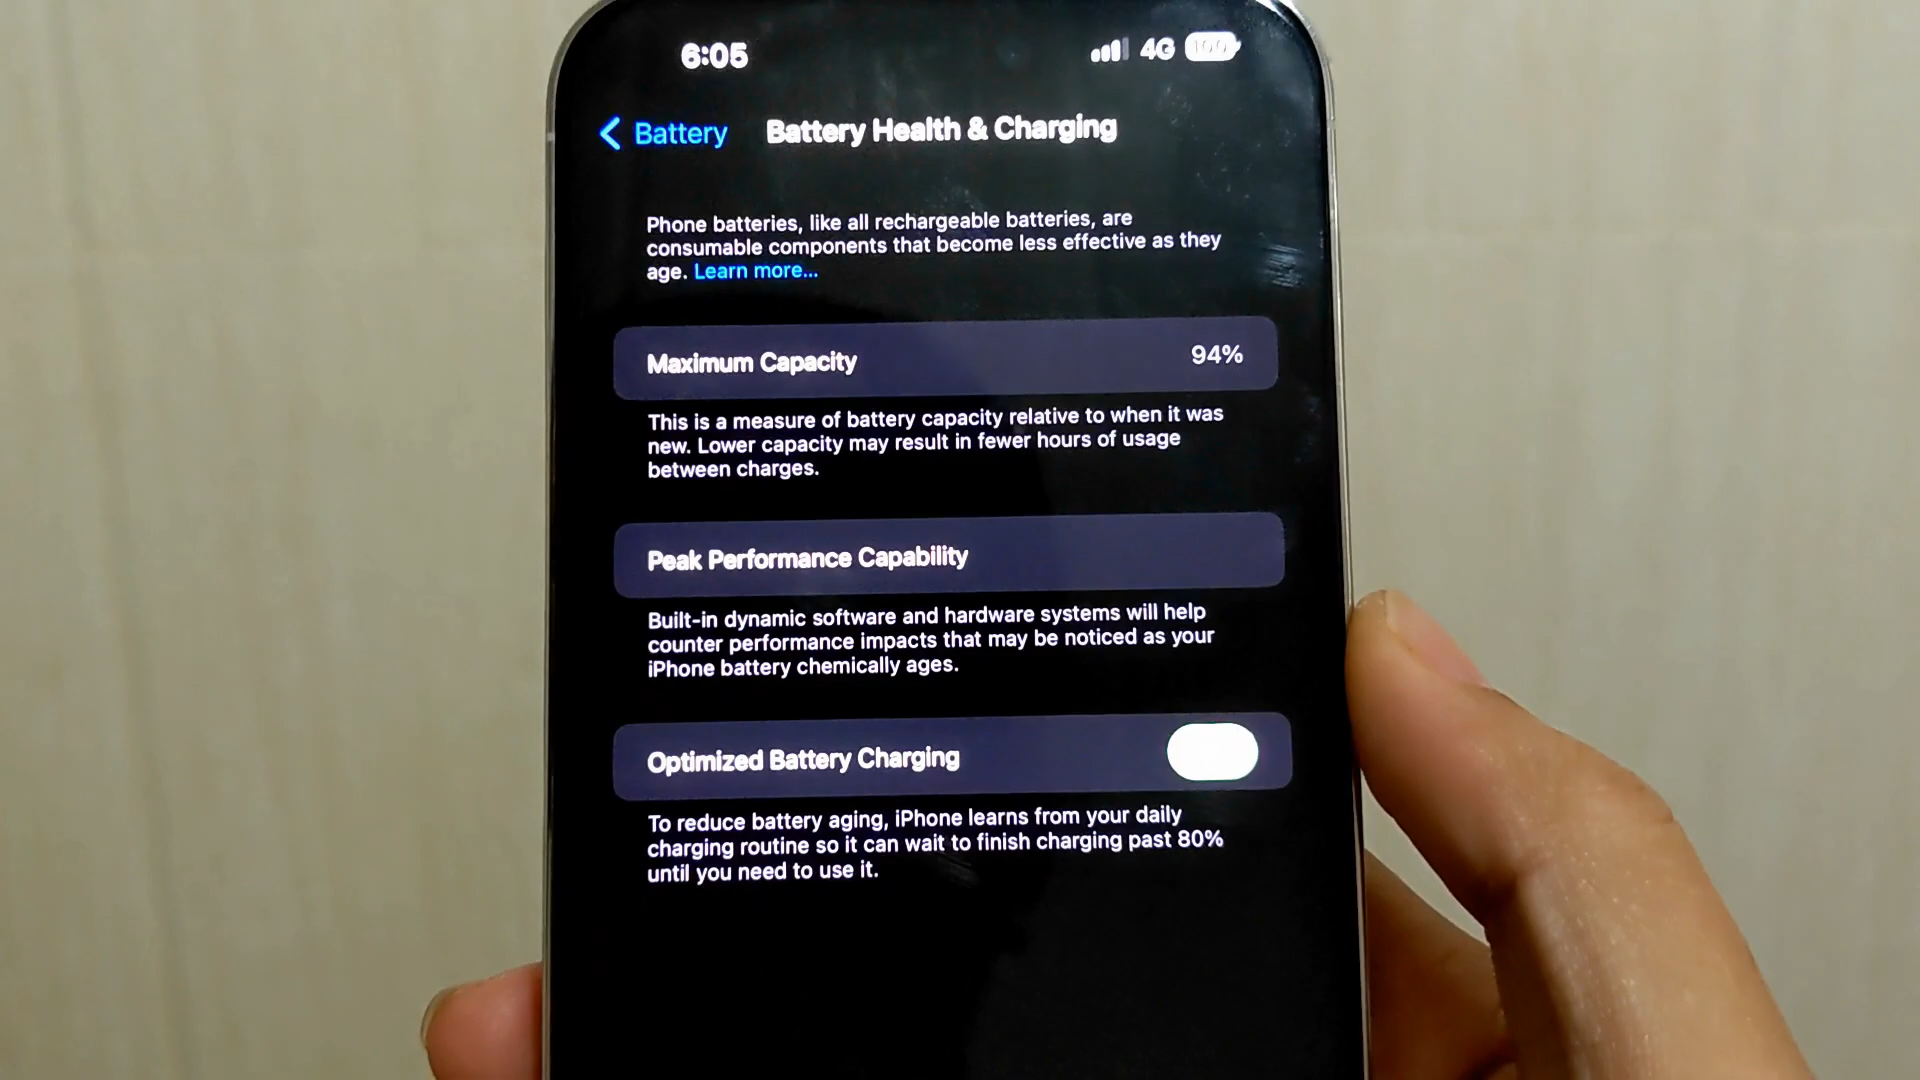 6:05 4G 100
Battery Battery Health & Charging
Phone batteries, like all rechargeable batteries, are
consumable components that become less effective as they
age. Learn more...
Maximum Capacity 94%
This is a measure of battery capacity relative to when it was
new. Lower capacity may result in fewer hours of usage
between charges.
Peak Performance Capability
Built-in dynamic software and hardware systems will help
counter performance impacts that may be noticed as your
iPhone battery chemically ages.
Optimized Battery Charging
To reduce battery aging, iPhone learns from your daily
charging routine so it can wait to finish charging past 80%
until you need to use it.